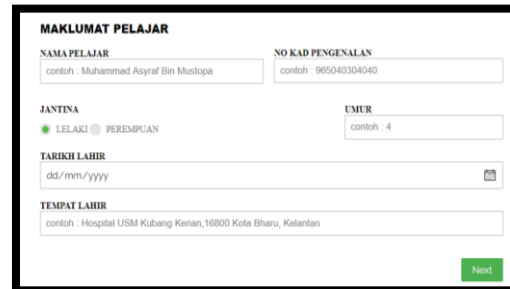 MAKLUMAT PELAJAR
NAMA PELAJAR NO KAD PENGENALAN
contoh : Muhammad Asyraf Bin Mustopa contoh : 965040304040
JANTINA UMUR
LELAKI PEREMPUAN contoh : 4
TARIKH LAHIR
dd/mm/yyyy
TEMPAT LAHIR
contoh : Hospital USM Kubang Kerian,16800 Kota Bharu, Kelantan
Next